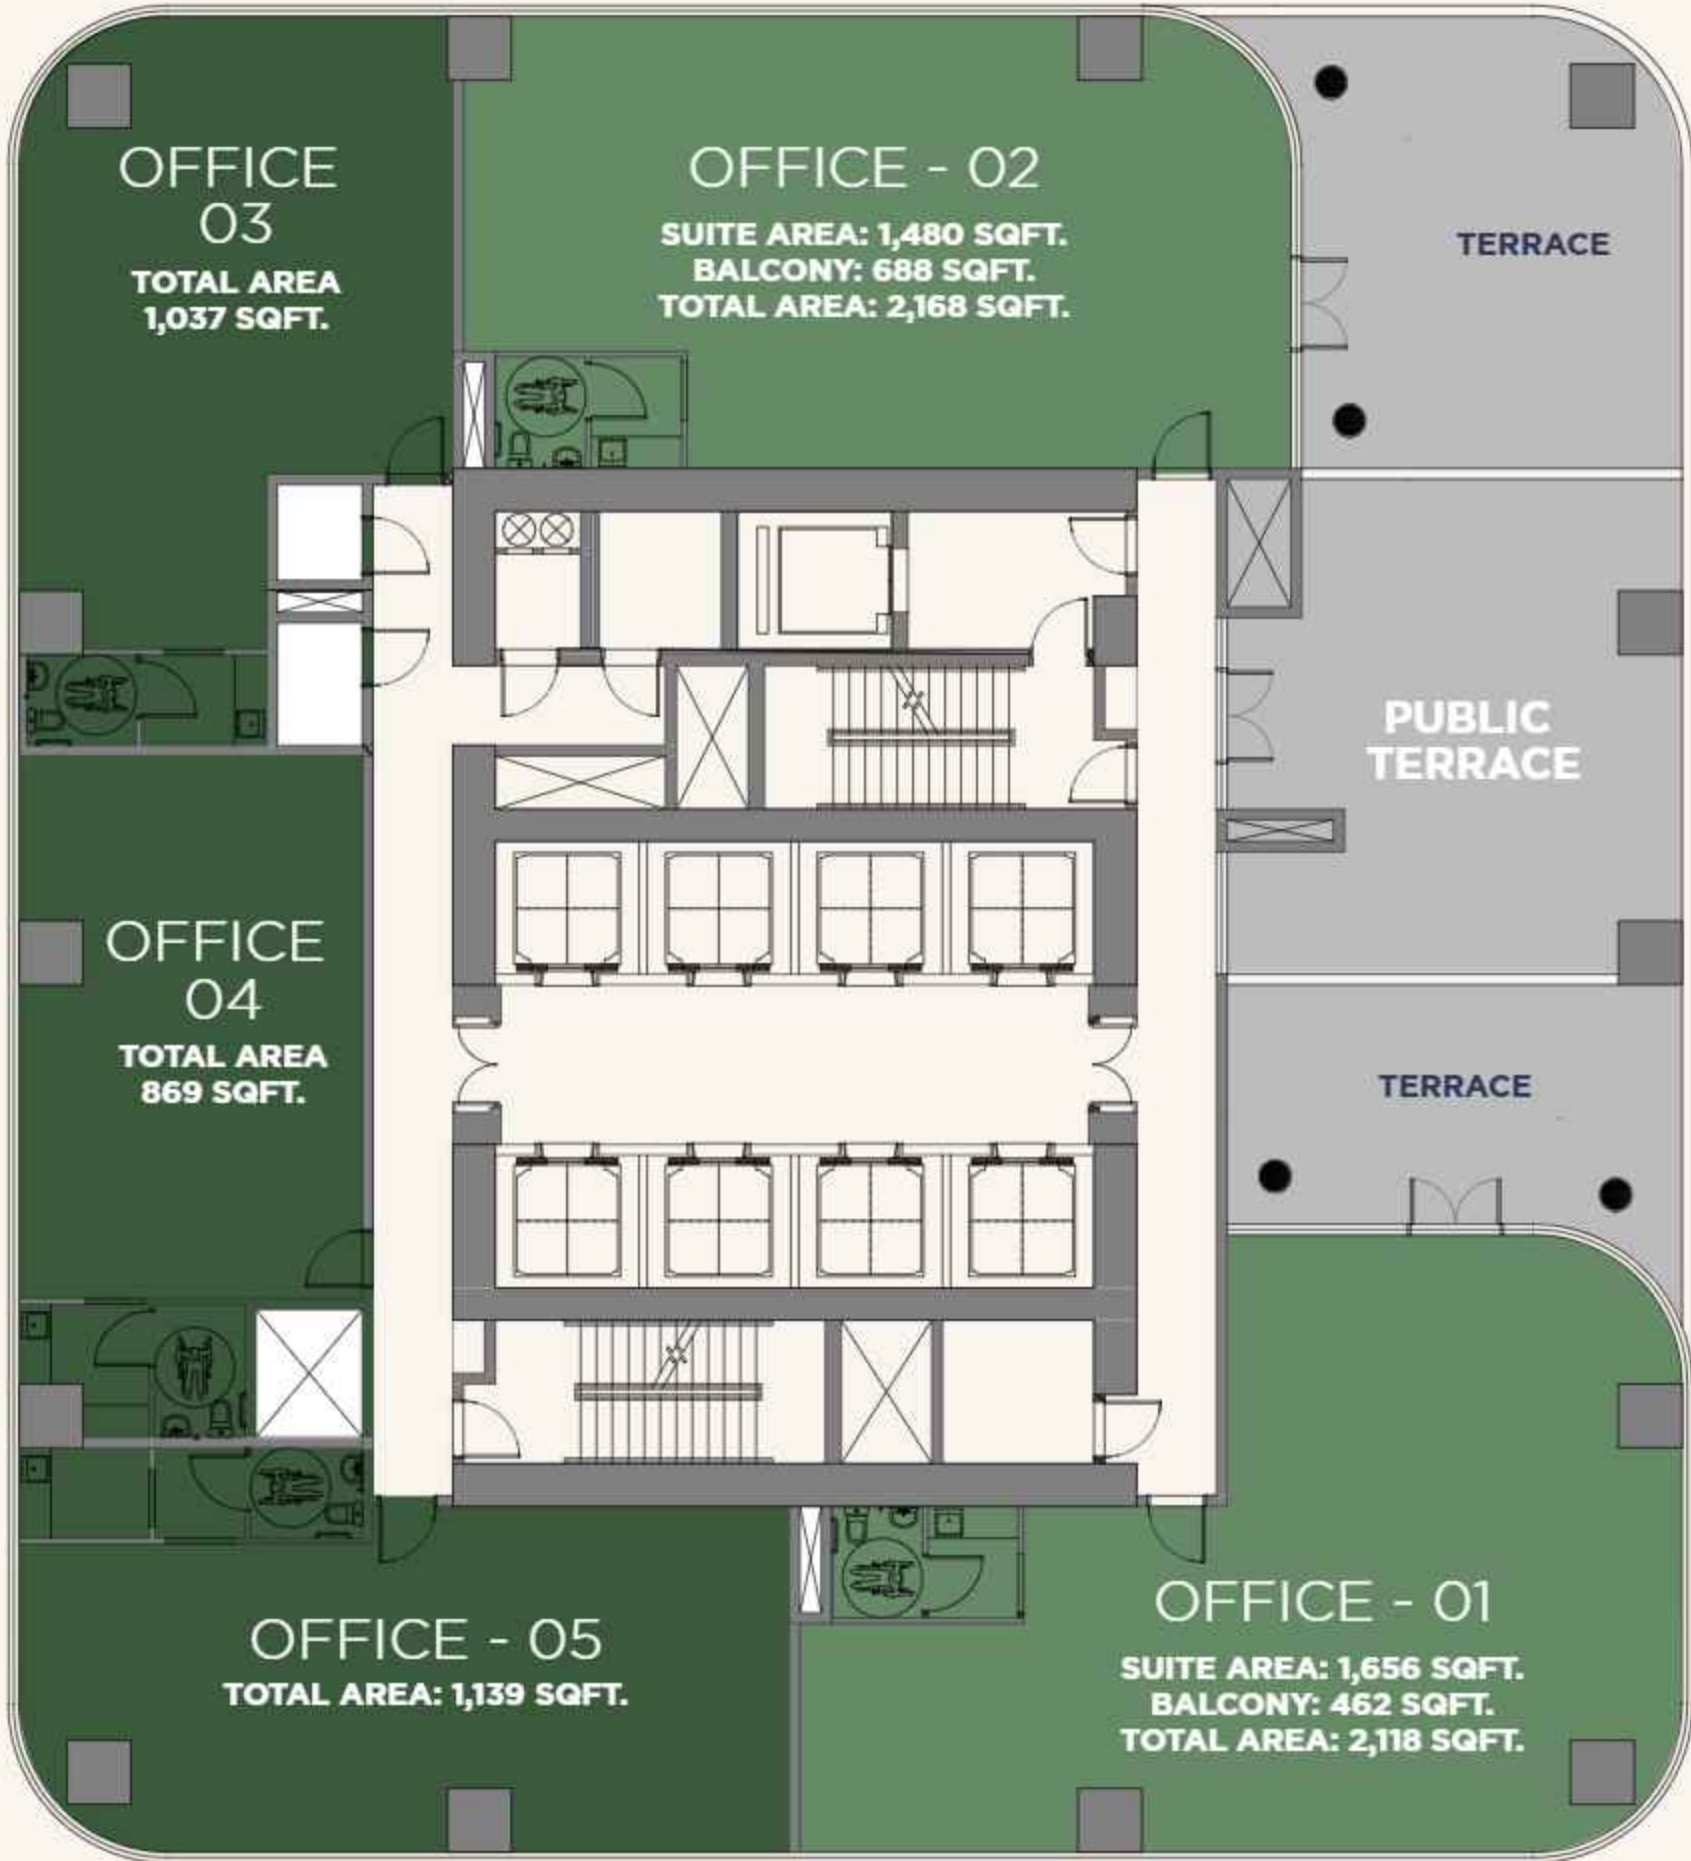 OFFICE
03
TOTAL AREA
1,037 SQFT.
OFFICE - 02
SUITE AREA: 1,480 SQFT.
BALCONY: 688 SQFT.
TOTAL AREA: 2,168 SQFT.
TERRACE
PUBLIC
TERRACE
OFFICE
04
TOTAL AREA
869 SQFT.
TERRACE
OFFICE - 05
TOTAL AREA: 1,139 SQFT.
OFFICE - 01
SUITE AREA: 1,656 SQFT.
BALCONY: 462 SQFT.
TOTAL AREA: 2,118 SQFT.